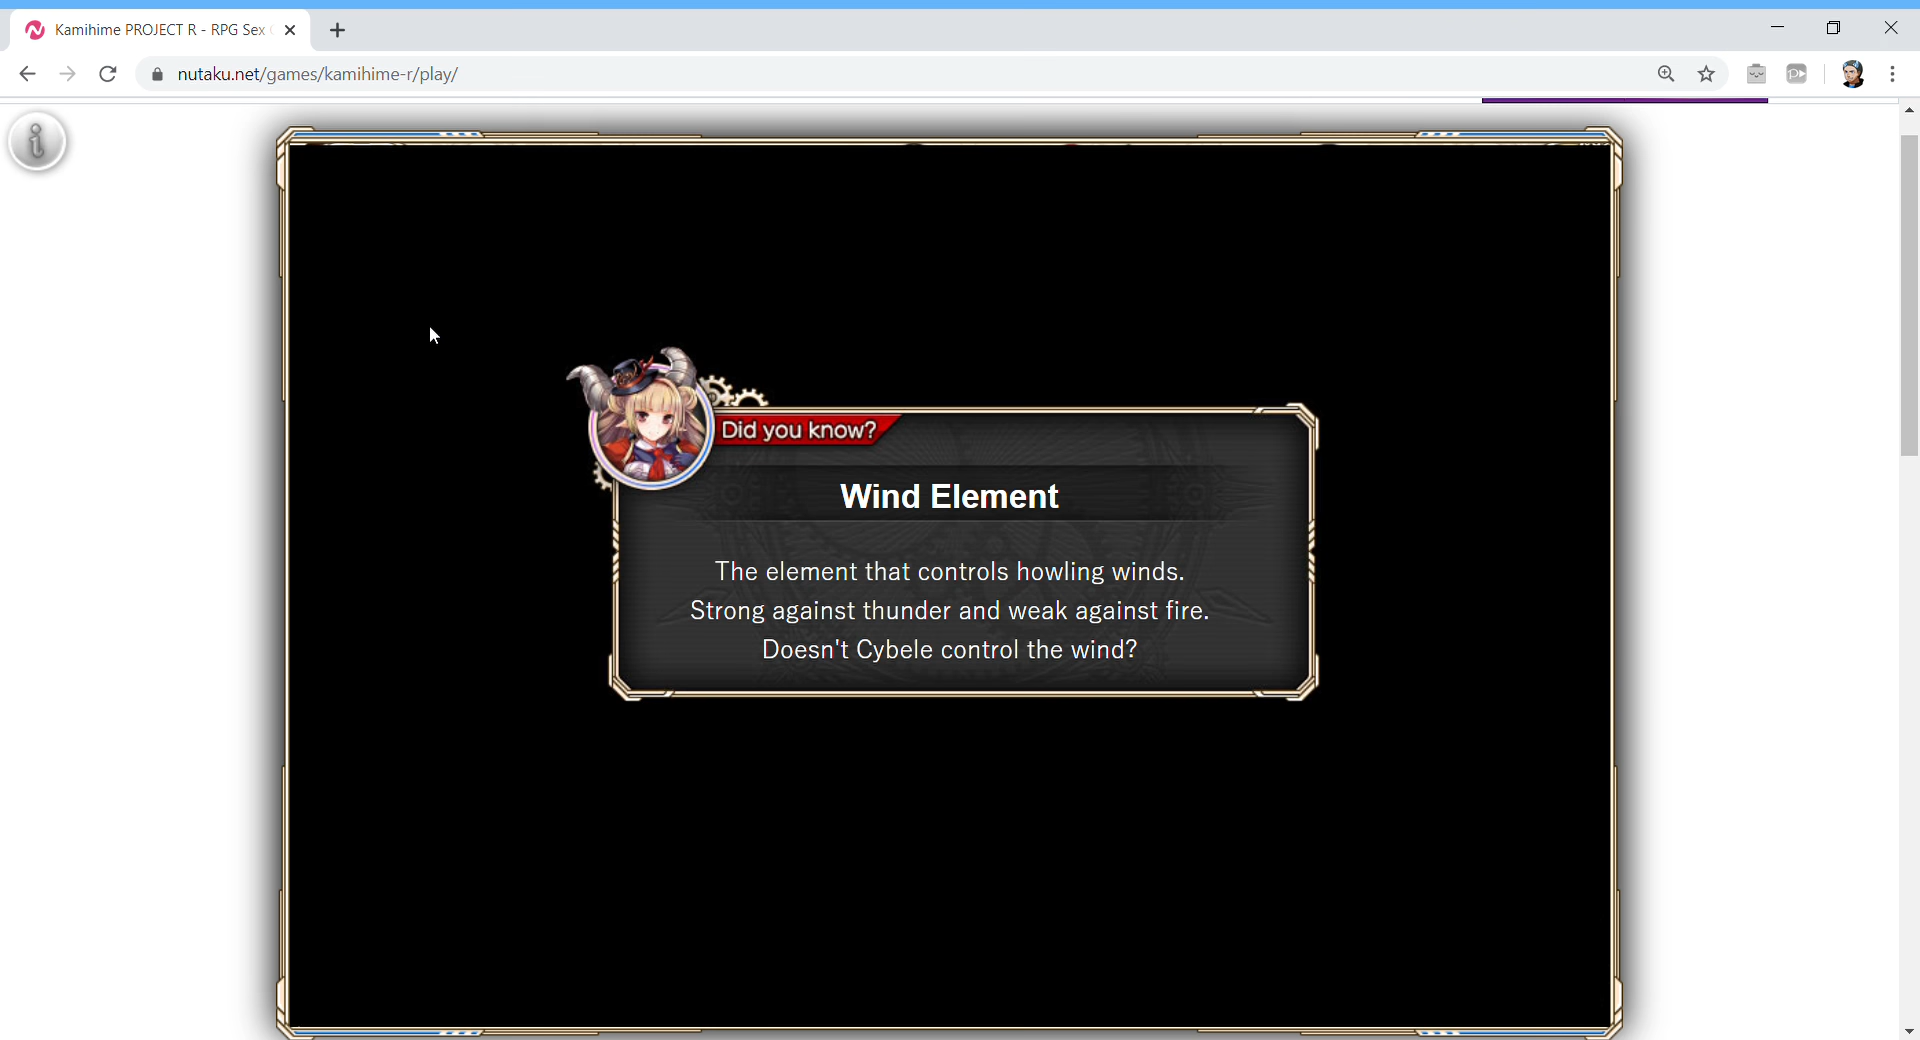 Kamihime PROJECT R - RPG Sex
nutaku.net/games/kamihime-r/play/
Did you know?
Wind Element
The element that controls howling winds.
Strong against thunder and weak against fire.
Doesn't Cybele control the wind?